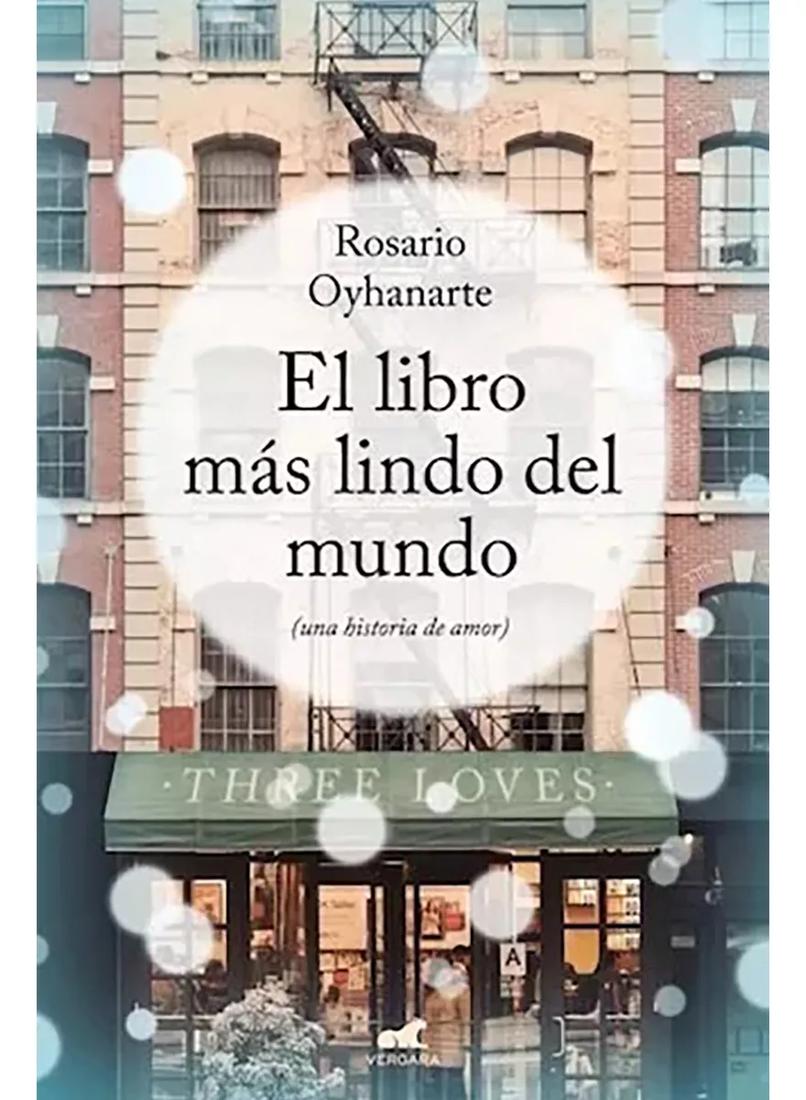 Rosario
Oyhanarte
El libro
más lindo del
mundo
(una historia de amor)
·THREE LOVES·
A
VERGARA